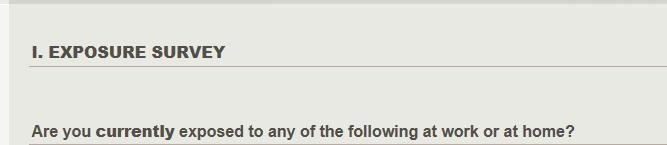 I. EXPOSURE SURVEY
Are you currently exposed to any of the following at work or at home?